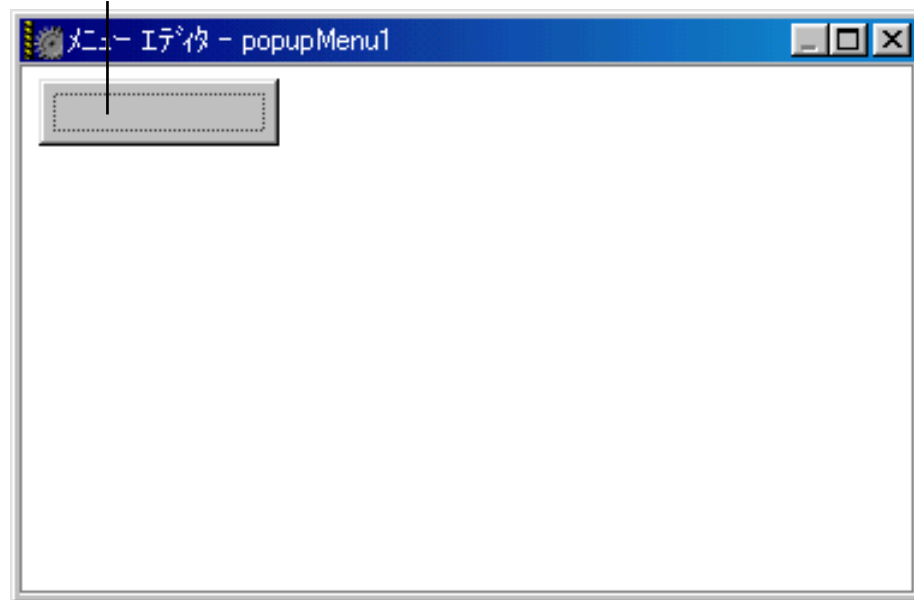 ﾒﾆｭｰ ｴﾃﾞｨﾀ - popupMenu1